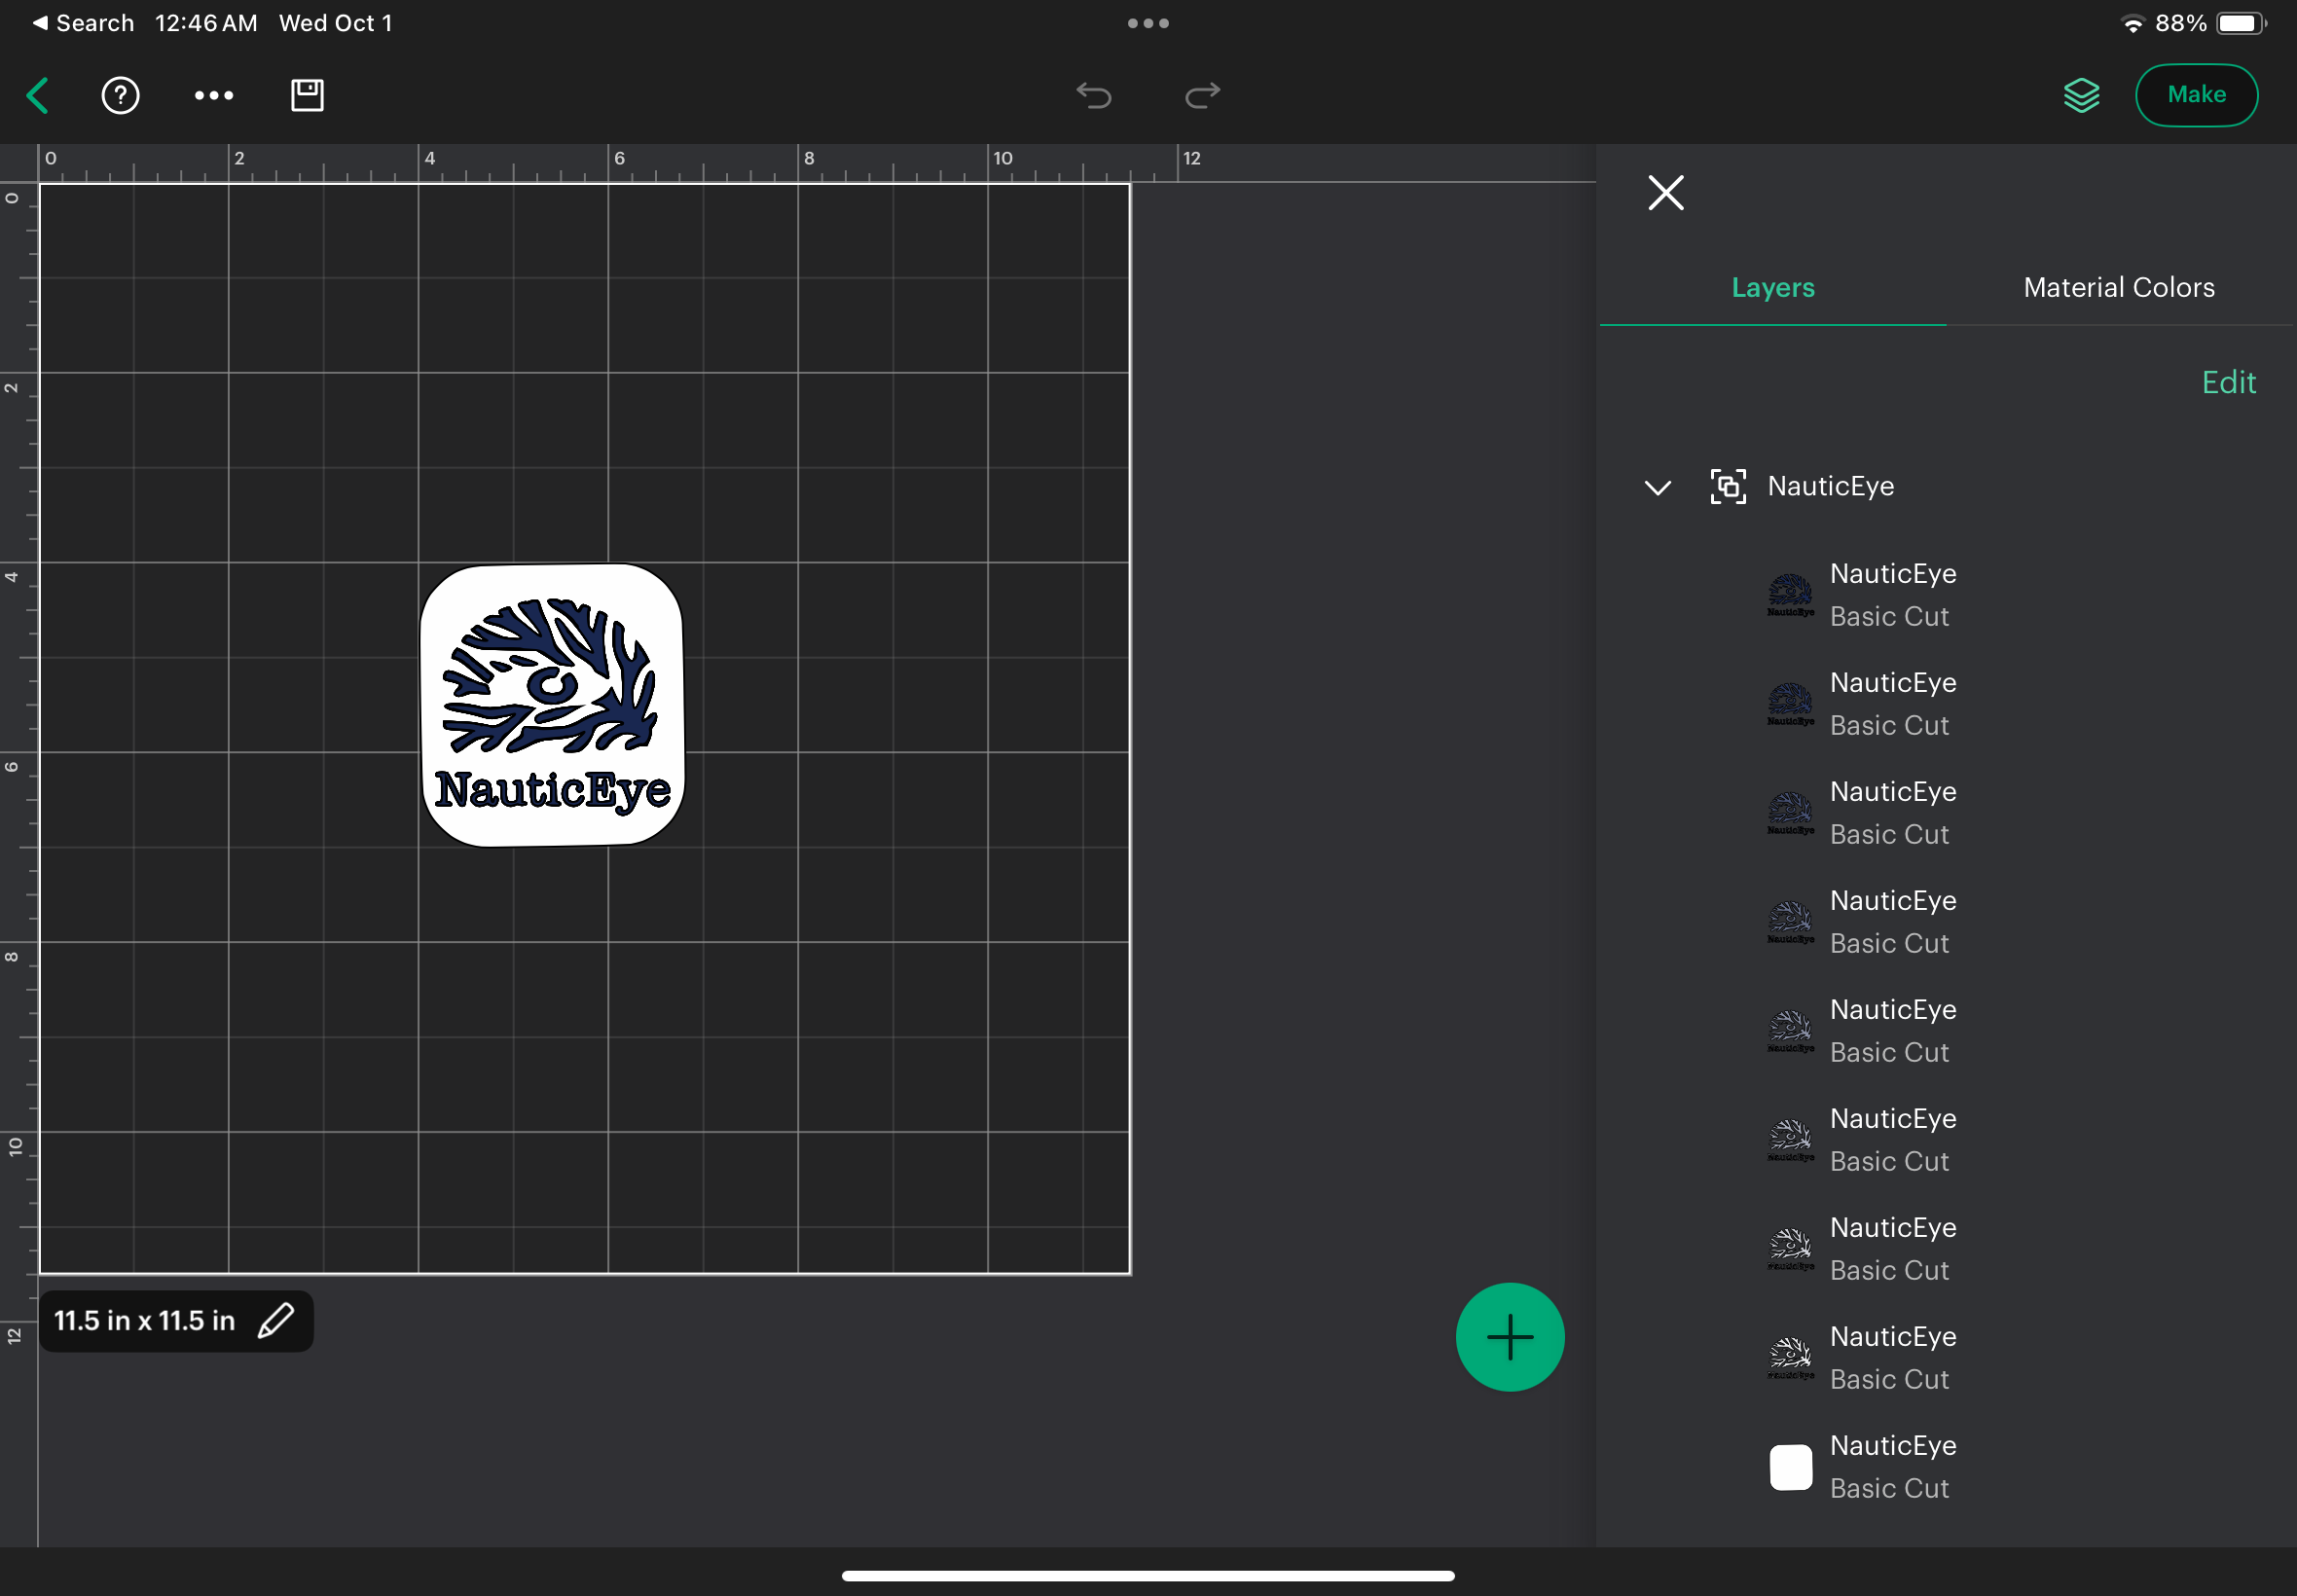 Search 12:46 AM Wed Oct 1
88%
Make
0 2 4 6 8 10 12
0
2
4
6
8
10
12
Layers Material Colors
Edit
NauticEye
NauticEye
Basic Cut
NauticEye
Basic Cut
NauticEye
Basic Cut
NauticEye
Basic Cut
NauticEye
Basic Cut
NauticEye
Basic Cut
NauticEye
Basic Cut
NauticEye
Basic Cut
NauticEye
Basic Cut
NauticEye
11.5 in x 11.5 in